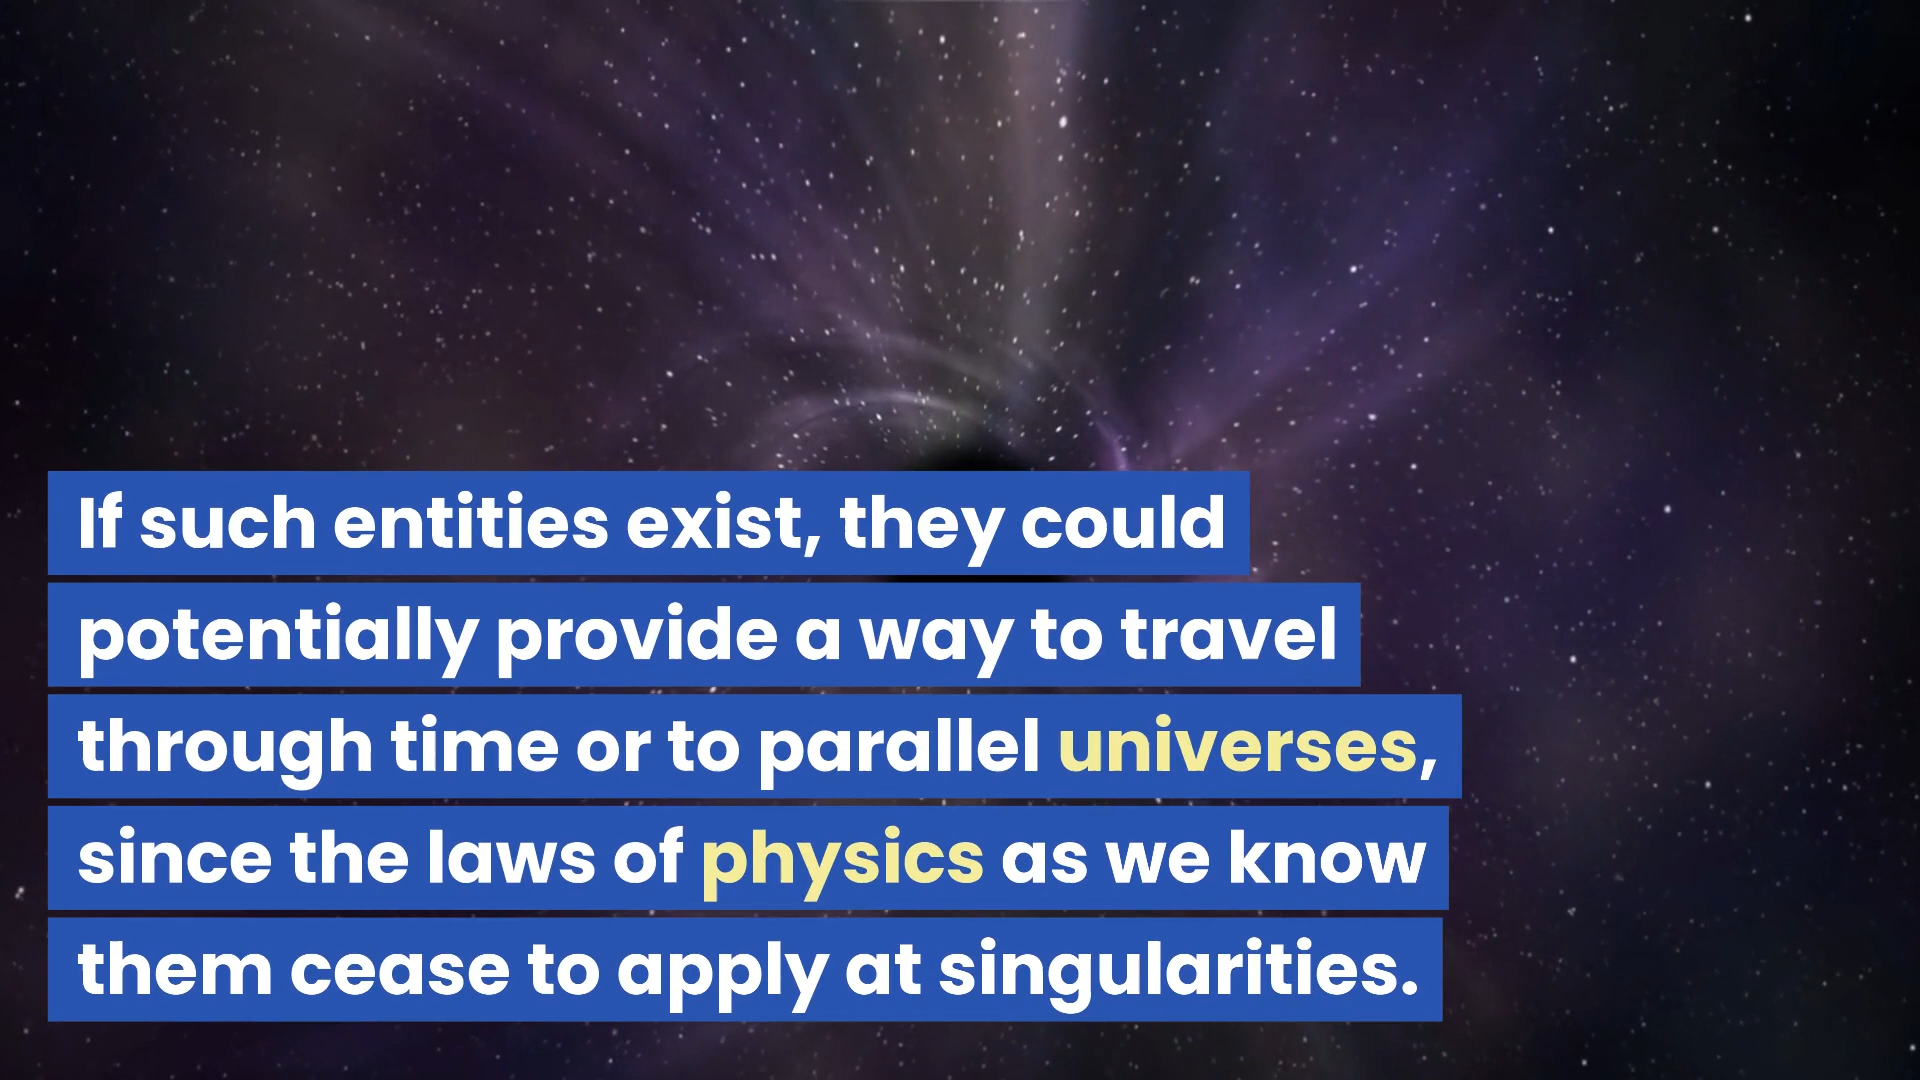 If such entities exist, they could
potentially provide a way to travel
through time or to parallel universes,
since the laws of physics as we know
them cease to apply at singularities.